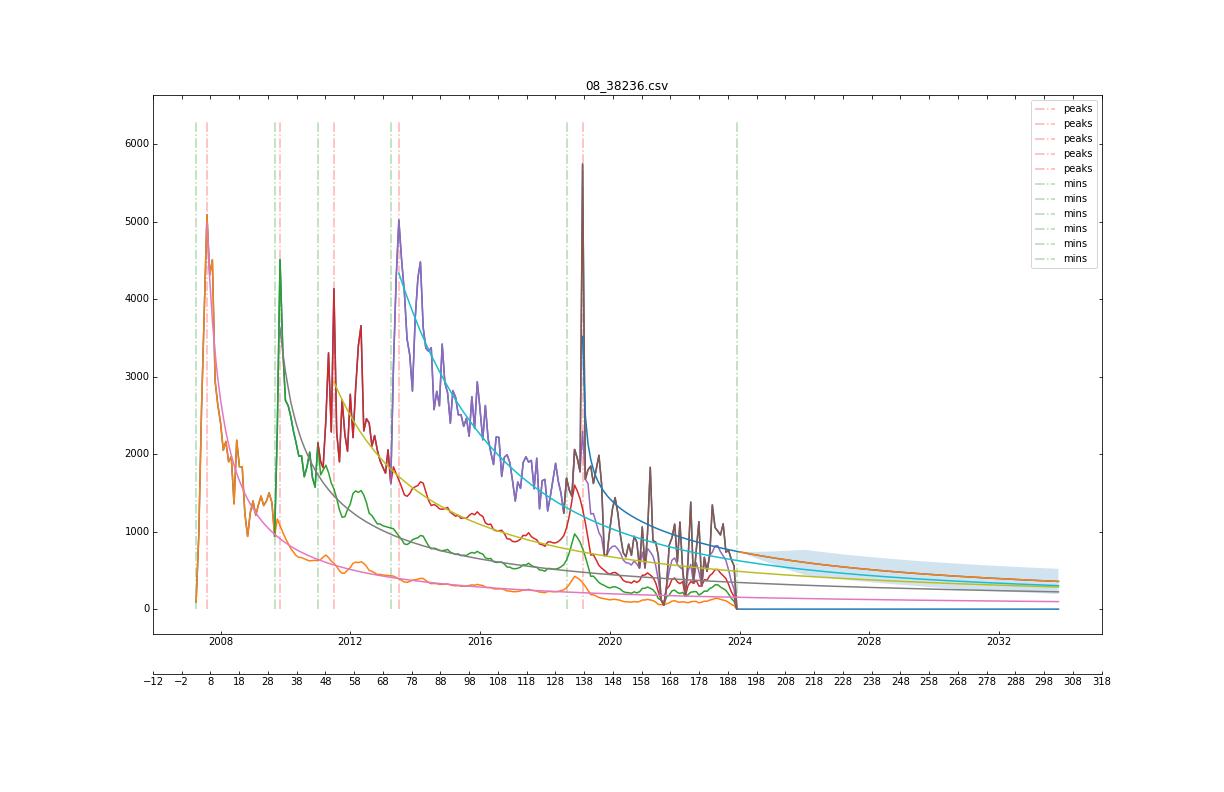 08_38236.csv
peaks
peaks
peaks
peaks
peaks
mins
mins
mins
mins
mins
mins
6000
5000
4000
3000
2000
1000
0
2008 2012 2016 2020 2024 2028 2032
−12 −2 8 18 28 38 48 58 68 78 88 98 108 118 128 138 148 158 168 178 188 198 208 218 228 238 248 258 268 278 288 298 308 318